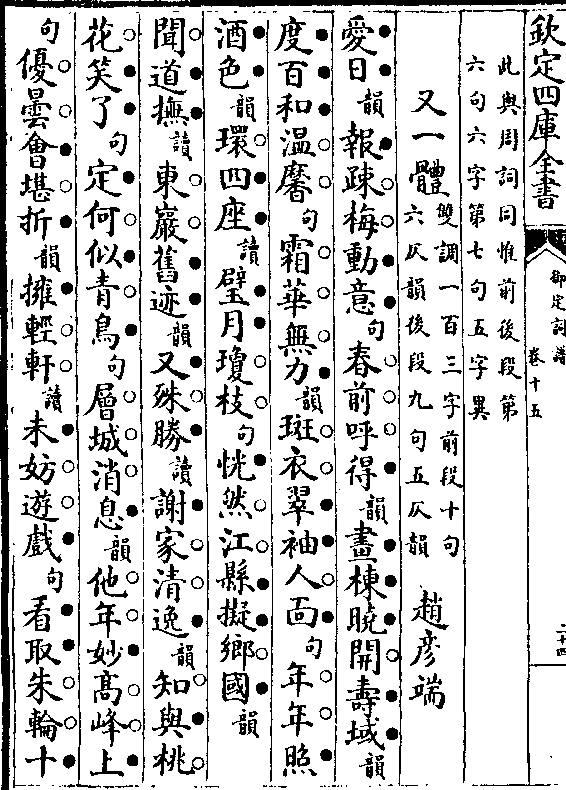 欽定四庫全書
御定詞譜
卷十五
二十四
此與周詞同惟前後段第
六句六字第七句五字異
又一體 雙調一百三字前段十句
六仄韻後段九句五仄韻 趙彥端
愛日韻報疎梅動意句春前呼得韻畫棟曉開壽域韻
度百和温黁句霜華無力韻斑衣翠袖人面句年年照
酒色韻環四座讀璧月瓊枝句恍然江縣擬鄉國韻
聞道撫讀東巖舊迹韻又殊勝讀謝家清逸韻知與桃
花笑了句定何似青鳥句層城消息韻他年妙髙峰上
句優曇會堪折韻擁輕軒讀未妨遊戲句看取朱輪十